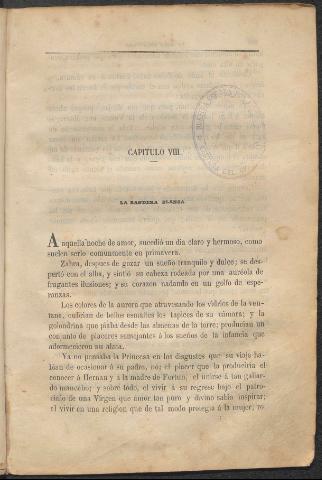 CAPITULO VIII
LA BANDERA BLANCA
A aquella noche de amor, sucedió un dia claro y hermoso, como
suelen serlo comunmente en primavera.
Zahra, despues de gozar un sueño tranquilo y dulce; se des-
pertó con el alba, y sintió su cabeza rodeada por una auréola de
fragantes ilusiones; y su corazon nadando en un golfo de espe-
ranzas.
Los colores de la aurora que atravesando los vidrios de la ven-
tana, cubrian de bellos esmaltes los tapices de su cámara; y la
golondrina que piaba desde las almenas de la torre; producian un
conjunto de placeres semejantes á los sueños de la infancia que
adormecieron su alma.
Ya no pensaba la Princesa en los disgustos que su viaje ha-
bian de ocasionar á su padre, nó; el placer que la produciria el
conocer á Hernan y á la madre de Fortun, el unirse á tan gallar-
do mancebo; y sobre todo, el vivir á su regreso bajo el patro-
cinio de una Virgen que amor tan puro y divino sabio inspirar;
el vivir en una religion que de tal modo protegia á la mujer, ro